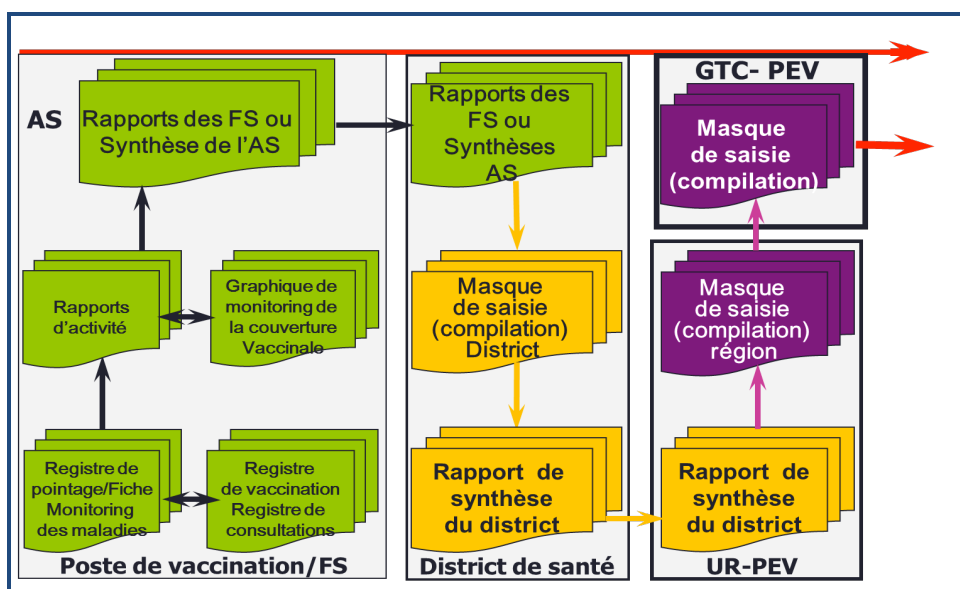 AS
Rapports des FS ou
Synthèse de l'AS
Rapports
d'activité
Graphique de
monitoring de
la couverture
Vaccinale
Registre de
pointage/Fiche
Monitoring
des maladies
Registre
de vaccination
Registre de
consultations
Poste de vaccination/FS
Rapports des
FS ou
Synthèses
AS
Masque
de saisie
(compilation)
District
Rapport de
synthèse
du district
District de santé
GTC- PEV
Masque
de saisie
(compilation)
Masque
de saisie
(compilation)
région
Rapport de
synthèse
du district
UR-PEV